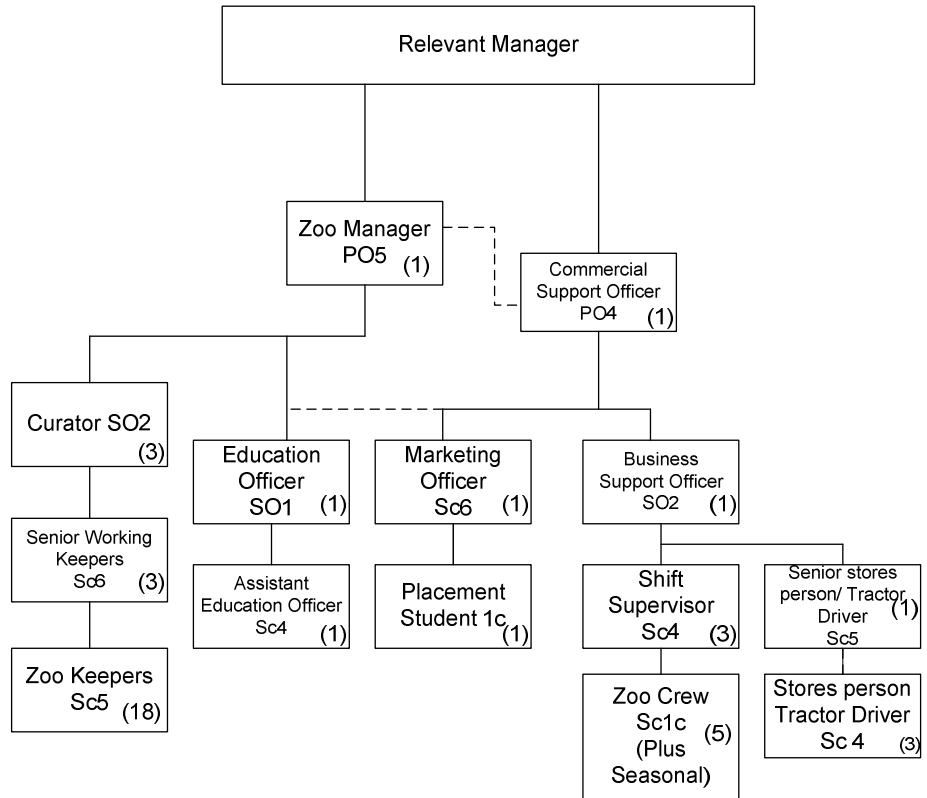 Relevant Manager
Zoo Manager
PO5
(1)
Commercial
Support Officer
PO4
(1)
Curator SO2
(3)
Education
Officer
SO1
(1)
Marketing
Officer
Sc6
(1)
Business
Support Officer
SO2
(1)
Senior Working
Keepers
Sc6
(3)
Assistant
Education Officer
Sc4
(1)
Placement
Student 1c
(1)
Shift
Supervisor
Sc4
(3)
Senior stores
person/ Tractor
Driver
Sc5
(1)
Zoo Keepers
Sc5
(18)
Zoo Crew
Sc1c
(Plus
Seasonal)
(5)
Stores person
Tractor Driver
Sc 4
(3)